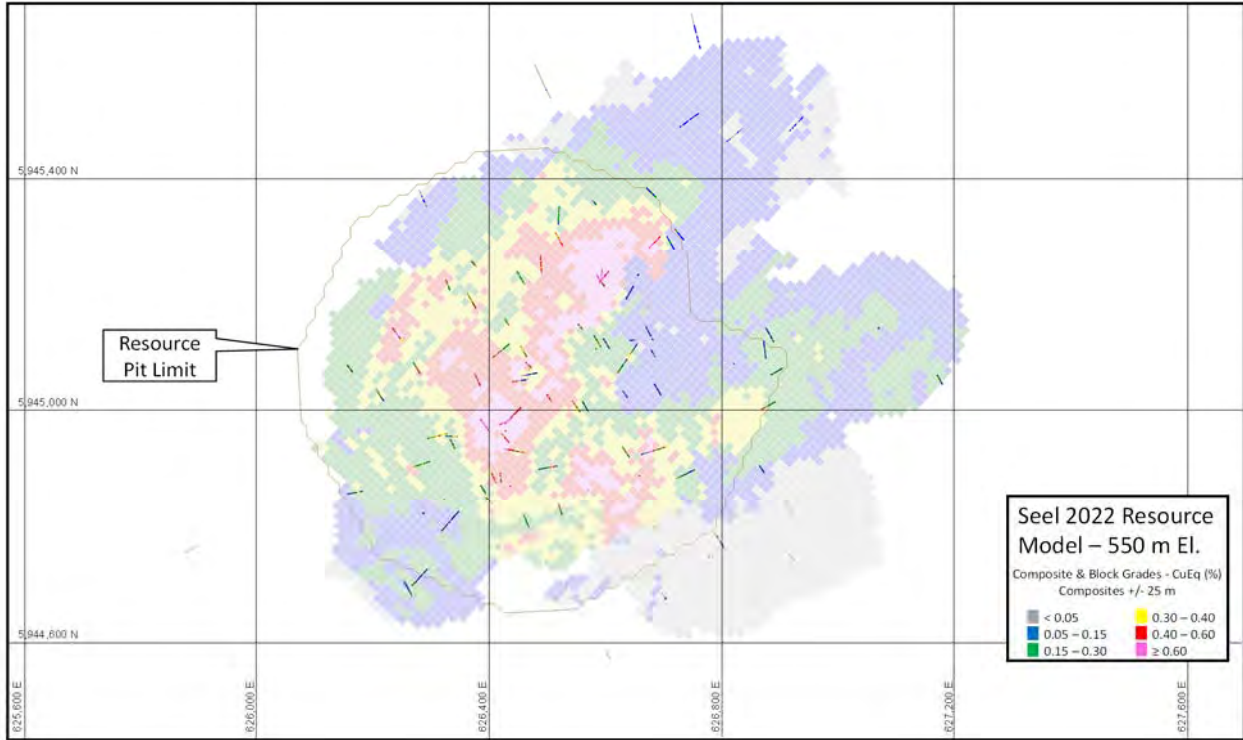 5,945,400 N
Resource
Pit Limit
5,945,000 N
Seel 2022 Resource
Model – 550 m El.
Composite & Block Grades - CuEq (%)
Composites +/- 25 m
< 0.05 0.30 – 0.40
0.05 – 0.15 0.40 – 0.60
0.15 – 0.30 ≥ 0.60
5,944,600 N
625,600 E
626,000 E
626,400 E
626,800 E
627,200 E
627,600 E